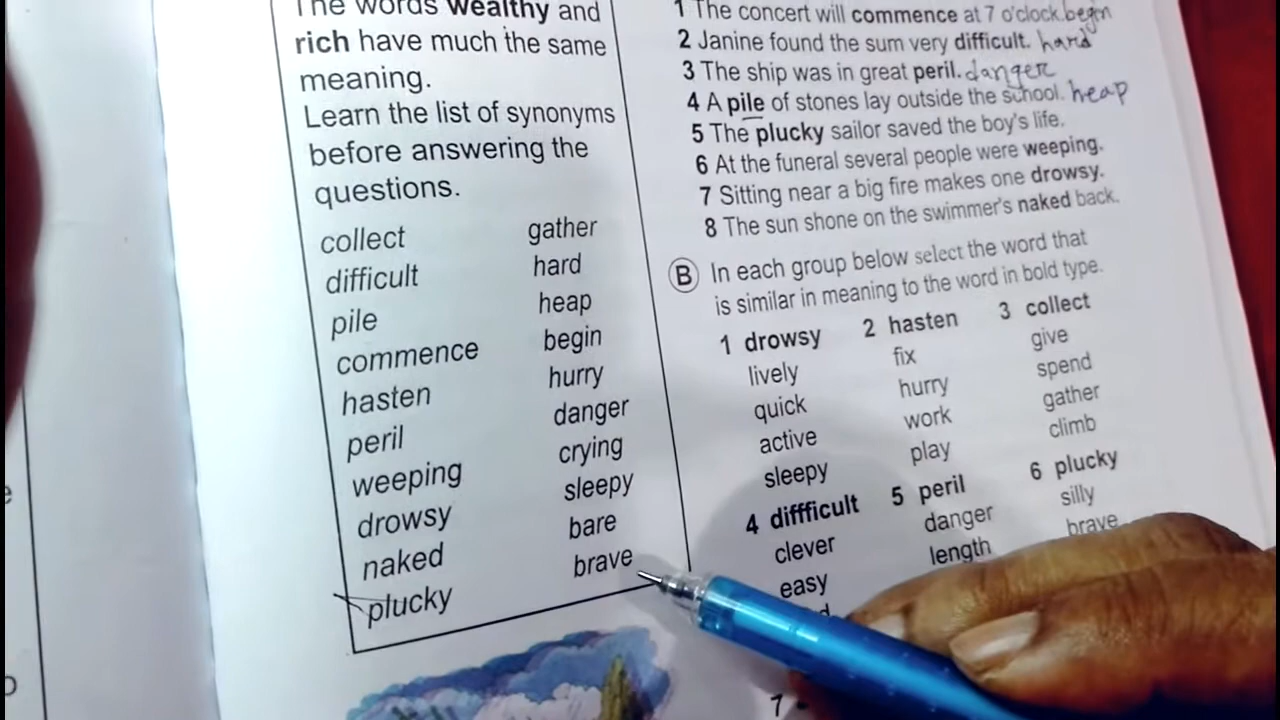 The words wealthy and
rich have much the same
meaning.
Learn the list of synonyms
before answering the
questions.
collect gather
difficult hard
pile heap
commence begin
hasten hurry
peril danger
weeping crying
drowsy sleepy
naked bare
plucky brave
1 The concert will commence at 7 o'clock. begin
2 Janine found the sum very difficult. hard
3 The ship was in great peril. danger
4 A pile of stones lay outside the school. heap
5 The plucky sailor saved the boy's life.
6 At the funeral several people were weeping.
7 Sitting near a big fire makes one drowsy.
8 The sun shone on the swimmer's naked back.
B In each group below select the word that
is similar in meaning to the word in bold type.
1 drowsy 2 hasten 3 collect
lively fix give
quick hurry spend
active work gather
sleepy play climb
4 diffficult 5 peril 6 plucky
clever danger silly
easy length brave
7